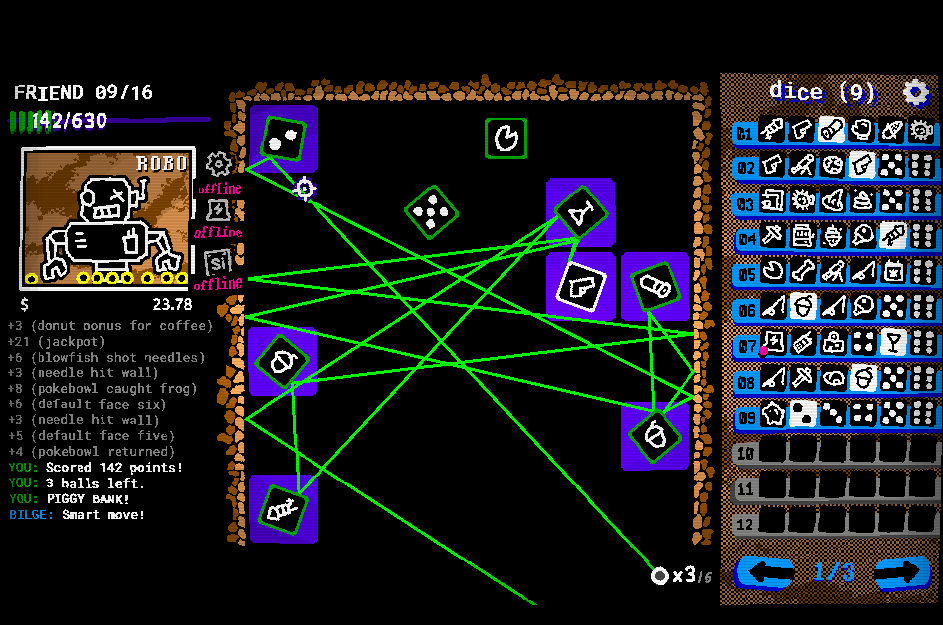 FRIEND 09/16
142/630
ROBO
offline
offline
Si
offline
$ 23.78
+3 (donut bonus for coffee)
+21 (jackpot)
+6 (blowfish shot needles)
+3 (needle hit wall)
+8 (pokebowl caught frog)
+6 (default face six)
+3 (needle hit wall)
+5 (default face five)
+4 (pokebowl returned)
YOU: Scored 142 points!
YOU: 3 balls left.
YOU: PIGGY BANK!
BILGE: Smart move!
x3/6
dice (9)
01
02
03
04
05
06
07
08
09
10
11
12
1/3